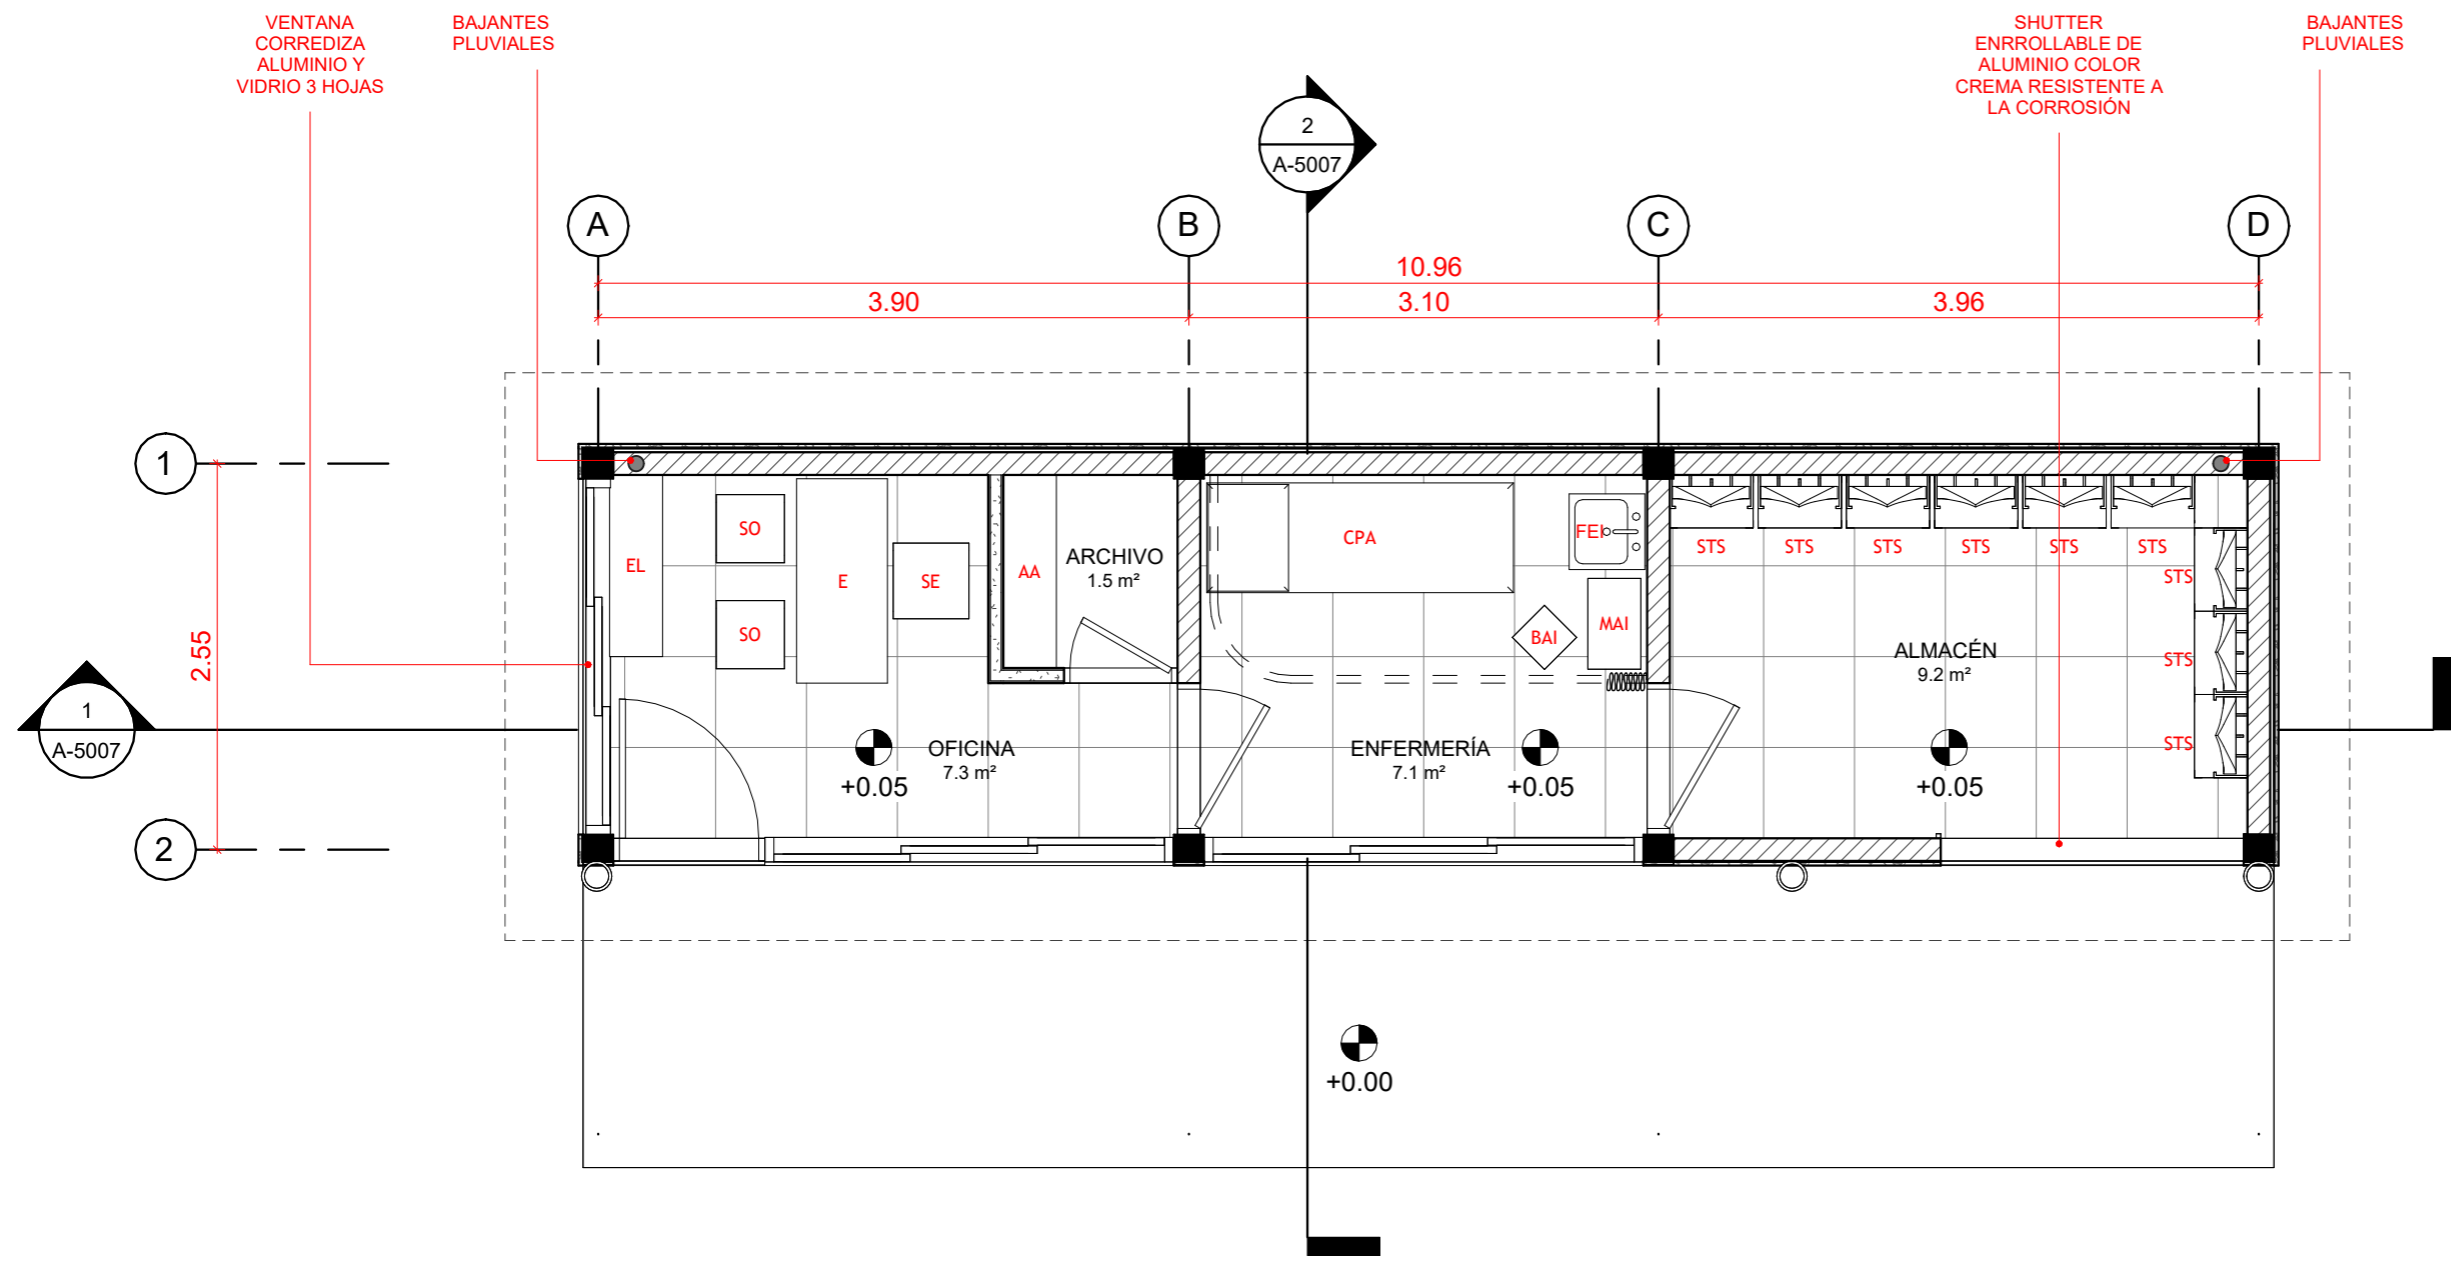 VENTANA
CORREDIZA
ALUMINIO Y
VIDRIO 3 HOJAS
BAJANTES
PLUVIALES
SHUTTER
ENRROLLABLE DE
ALUMINIO COLOR
CREMA RESISTENTE A
LA CORROSIÓN
BAJANTES
PLUVIALES
2
A-5007
A
B
C
D
10.96
3.90
3.10
3.96
1
2.55
2
1
A-5007
EL
SO
SO
E
SE
AA
ARCHIVO
1.5 m²
CPA
FEI
BAI
MAI
STS
STS
STS
STS
STS
STS
STS
STS
STS
OFICINA
7.3 m²
+0.05
ENFERMERÍA
7.1 m²
+0.05
ALMACÉN
9.2 m²
+0.05
+0.00